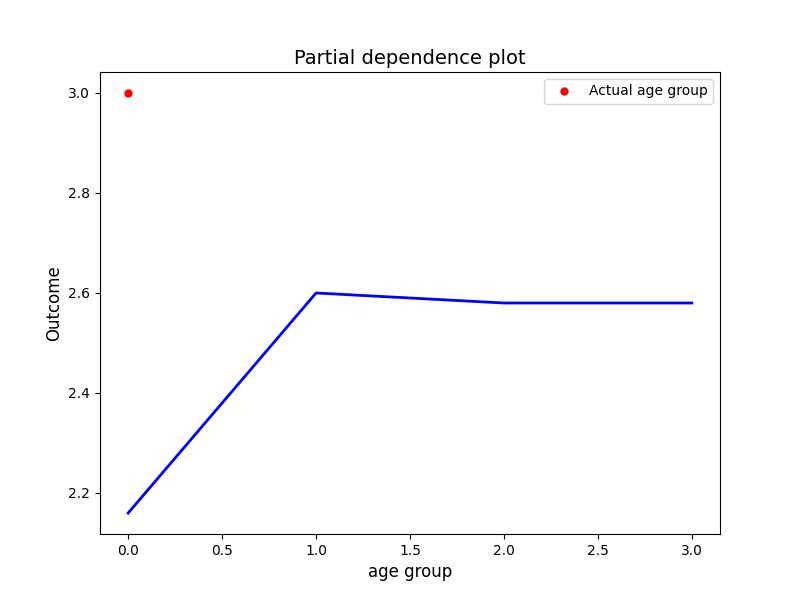 Partial dependence plot
Actual age group
3.0
2.8
2.6
2.4
2.2
Outcome
0.0 0.5 1.0 1.5 2.0 2.5 3.0
age group